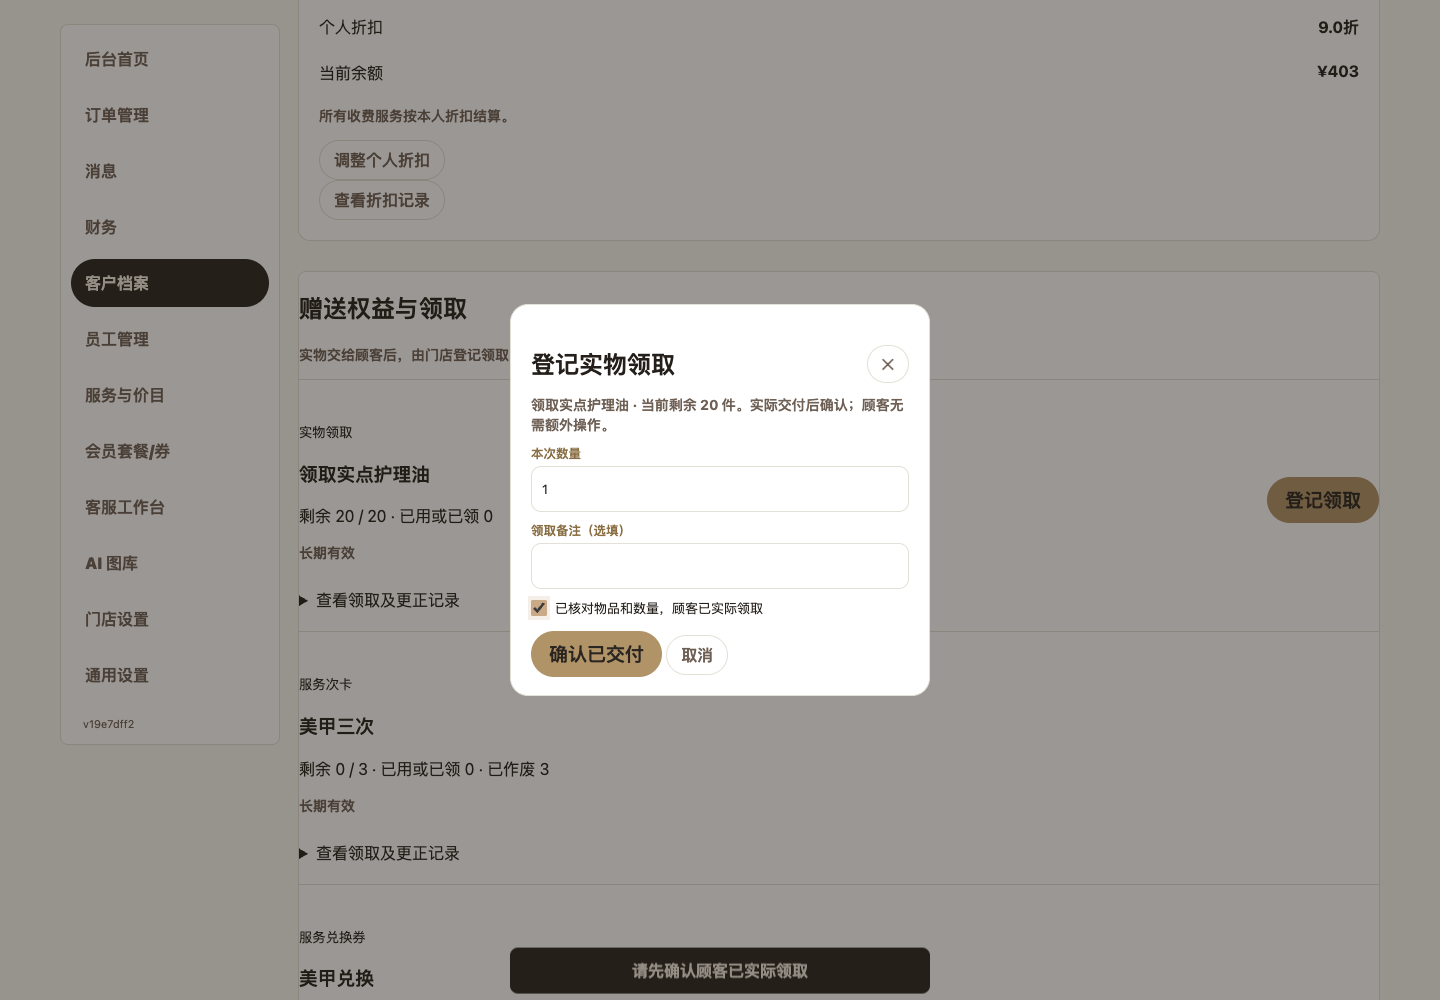 后台首页
订单管理
消息
财务
客户档案
员工管理
服务与价目
会员套餐/券
客服工作台
AI 图库
门店设置
通用设置
v19e7dff2
个人折扣
9.0折
当前余额
¥403
所有收费服务按本人折扣结算。
调整个人折扣
查看折扣记录
赠送权益与领取
实物交给顾客后，由门店登记领取
实物领取
领取实点护理油
剩余 20 / 20 · 已用或已领 0
长期有效
查看领取及更正记录
登记领取
服务次卡
美甲三次
剩余 0 / 3 · 已用或已领 0 · 已作废 3
长期有效
查看领取及更正记录
服务兑换券
美甲兑换
登记实物领取
领取实点护理油 · 当前剩余 20 件。实际交付后确认；顾客无
需额外操作。
本次数量
1
领取备注（选填）
已核对物品和数量，顾客已实际领取
确认已交付
取消
请先确认顾客已实际领取